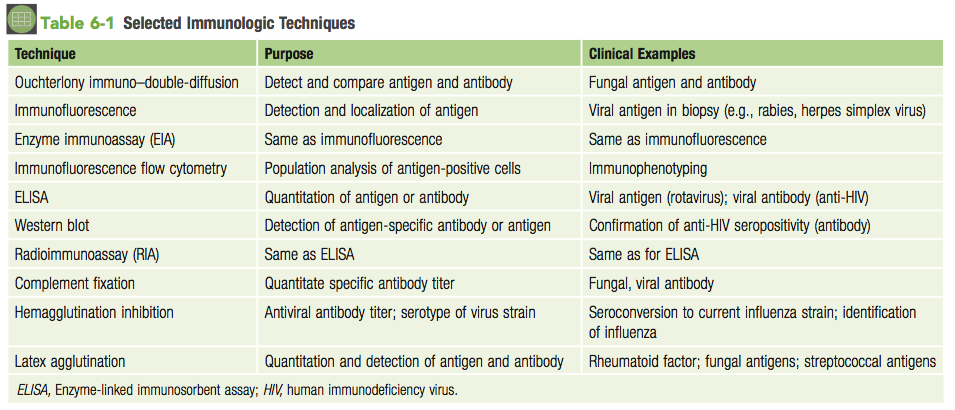 Table 6-1 Selected Immunologic Techniques
Technique Purpose Clinical Examples
Ouchterlony immuno–double-diffusion Detect and compare antigen and antibody Fungal antigen and antibody
Immunofluorescence Detection and localization of antigen Viral antigen in biopsy (e.g., rabies, herpes simplex virus)
Enzyme immunoassay (EIA) Same as immunofluorescence Same as immunofluorescence
Immunofluorescence flow cytometry Population analysis of antigen-positive cells Immunophenotyping
ELISA Quantitation of antigen or antibody Viral antigen (rotavirus); viral antibody (anti-HIV)
Western blot Detection of antigen-specific antibody or antigen Confirmation of anti-HIV seropositivity (antibody)
Radioimmunoassay (RIA) Same as ELISA Same as for ELISA
Complement fixation Quantitate specific antibody titer Fungal, viral antibody
Hemagglutination inhibition Antiviral antibody titer; serotype of virus strain Seroconversion to current influenza strain; identification
of influenza
Latex agglutination Quantitation and detection of antigen and antibody Rheumatoid factor; fungal antigens; streptococcal antigens
ELISA, Enzyme-linked immunosorbent assay; HIV, human immunodeficiency virus.